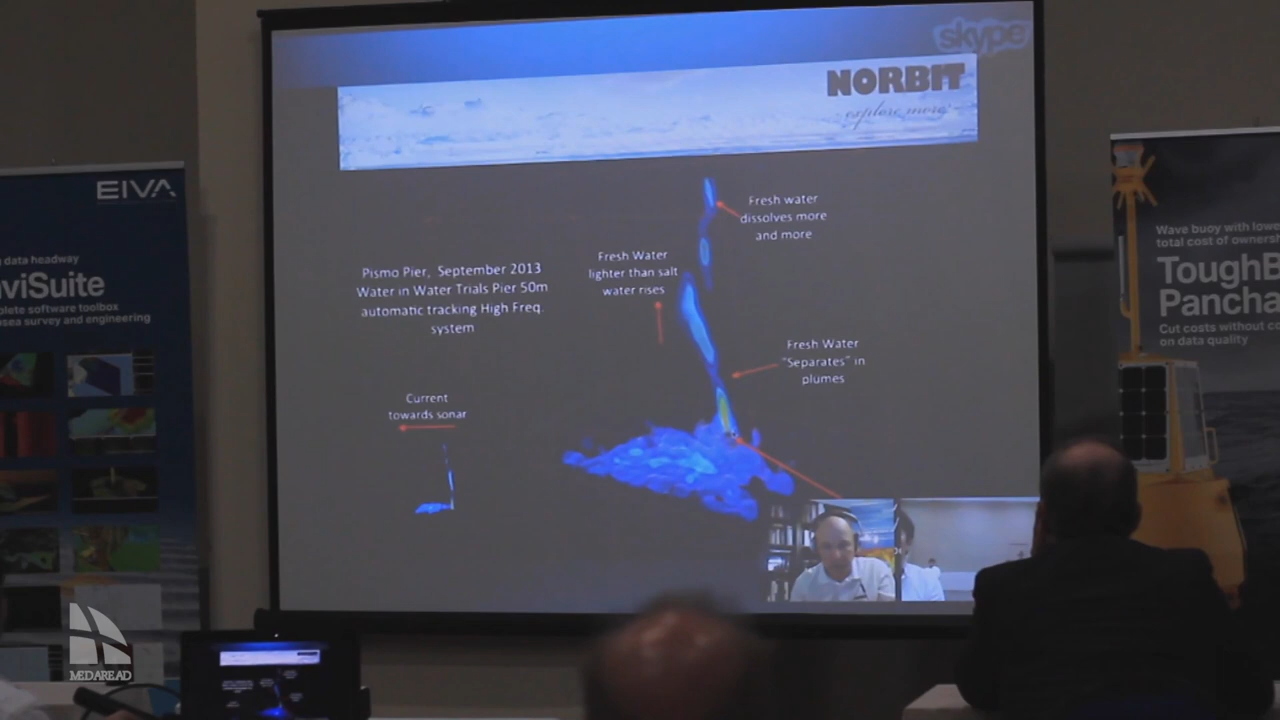 skype
NORBIT
explore more
EIVA
g data headway
viSuite
plete software toolbox
sea survey and engineering
Pismo Pier, September 2013
Water in Water Trials Pier 50m
automatic tracking High Freq.
system
Current
towards sonar
Fresh Water
lighter than salt
water rises
Fresh water
dissolves more
and more
Fresh Water
"Separates" in
plumes
Wave buoy with lowe
total cost of owners
ToughB
Pancha
Cut costs without c
on data quality
MEDAREAD